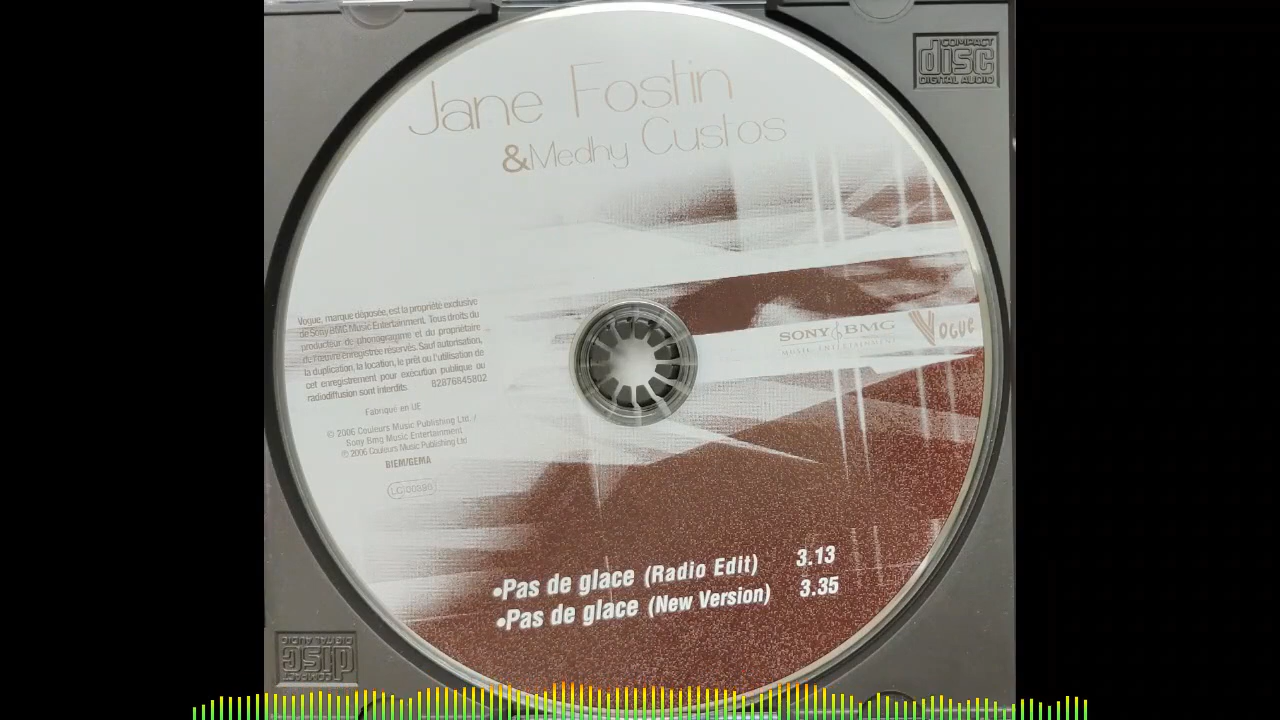 Jane Fostin
&Medhy Custos
COMPACT
disc
DIGITAL AUDIO
Vogue, marque déposée, est la propriété exclusive
de Sony BMG Music Entertainment. Tous droits du
producteur de phonogramme et du propriétaire
de l'œuvre enregistrée réservés. Sauf autorisation,
la duplication, la location, le prêt ou l'utilisation de
cet enregistrement pour exécution publique ou
radiodiffusion sont interdits. 82876845802
Fabriqué en UE
© 2006 Couleurs Music Publishing Ltd. /
Sony Bmg Music Entertainment
℗ 2006 Couleurs Music Publishing Ltd
BIEM/GEMA
SONY BMG
MUSIC ENTERTAINMENT
VOGUE
•Pas de glace (Radio Edit) 3.13
•Pas de glace (New Version) 3.35
COMPACT
disc
DIGITAL AUDIO